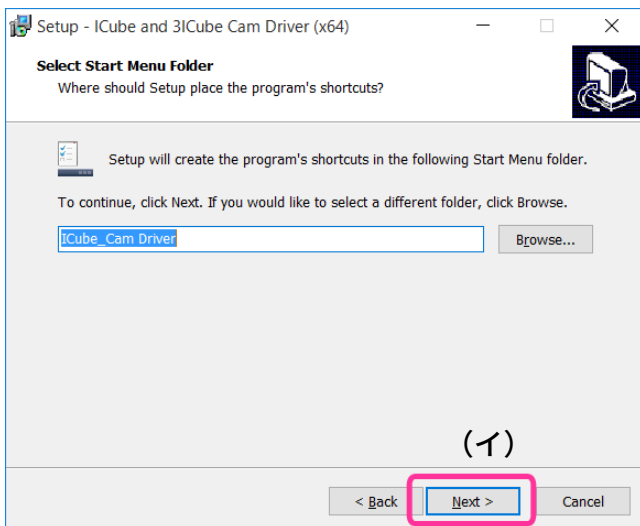 Setup - ICube and 3ICube Cam Driver (x64)
Select Start Menu Folder
Where should Setup place the program's shortcuts?
Setup will create the program's shortcuts in the following Start Menu folder.
To continue, click Next. If you would like to select a different folder, click Browse.
ICube_Cam Driver
Browse...
（イ）
< Back
Next >
Cancel